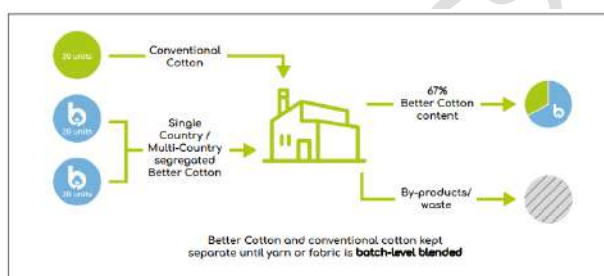 20 units
Conventional
Cotton
20 units
20 units
Single
Country /
Multi-Country
segregated
Better Cotton
67%
Better Cotton
content
By-products/
waste
Better Cotton and conventional cotton kept
separate until yarn or fabric is batch-level blended